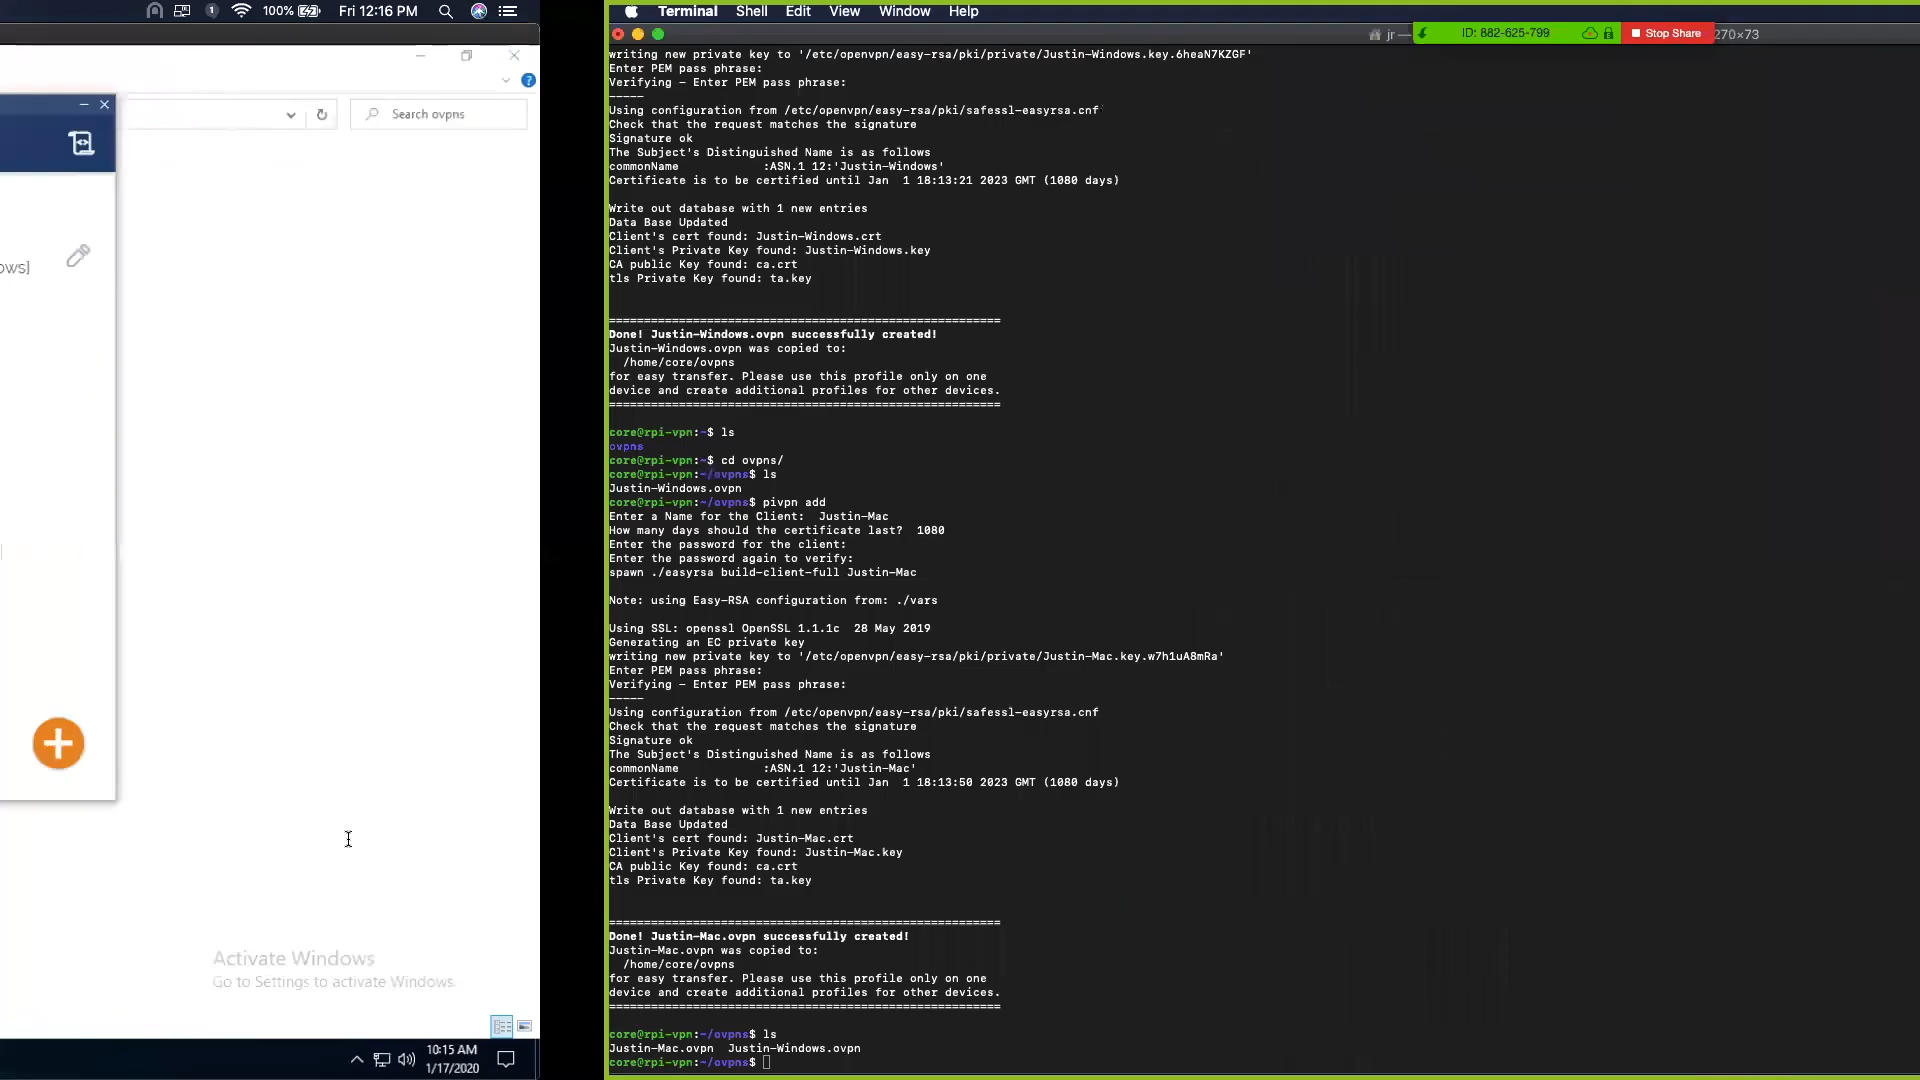 100%
Fri 12:16 PM
Search ovpns
ows]
Activate Windows
Go to Settings to activate Windows.
10:15 AM
1/17/2020
Terminal Shell Edit View Window Help
jr —
ID: 882-625-799
Stop Share
270×73
writing new private key to '/etc/openvpn/easy-rsa/pki/private/Justin-Windows.key.6heaN7KZGF'
Enter PEM pass phrase:
Verifying - Enter PEM pass phrase:
-----
Using configuration from /etc/openvpn/easy-rsa/pki/safessl-easyrsa.cnf
Check that the request matches the signature
Signature ok
The Subject's Distinguished Name is as follows
commonName :ASN.1 12:'Justin-Windows'
Certificate is to be certified until Jan 1 18:13:21 2023 GMT (1080 days)
Write out database with 1 new entries
Data Base Updated
Client's cert found: Justin-Windows.crt
Client's Private Key found: Justin-Windows.key
CA public Key found: ca.crt
tls Private Key found: ta.key
========================================================
Done! Justin-Windows.ovpn successfully created!
Justin-Windows.ovpn was copied to:
/home/core/ovpns
for easy transfer. Please use this profile only on one
device and create additional profiles for other devices.
========================================================
core@rpi-vpn:~$ ls
ovpns
core@rpi-vpn:~$ cd ovpns/
core@rpi-vpn:~/ovpns$ ls
Justin-Windows.ovpn
core@rpi-vpn:~/ovpns$ pivpn add
Enter a Name for the Client: Justin-Mac
How many days should the certificate last? 1080
Enter the password for the client:
Enter the password again to verify:
spawn ./easyrsa build-client-full Justin-Mac
Note: using Easy-RSA configuration from: ./vars
Using SSL: openssl OpenSSL 1.1.1c 28 May 2019
Generating an EC private key
writing new private key to '/etc/openvpn/easy-rsa/pki/private/Justin-Mac.key.w7h1uA8mRa'
Enter PEM pass phrase:
Verifying - Enter PEM pass phrase:
-----
Using configuration from /etc/openvpn/easy-rsa/pki/safessl-easyrsa.cnf
Check that the request matches the signature
Signature ok
The Subject's Distinguished Name is as follows
commonName :ASN.1 12:'Justin-Mac'
Certificate is to be certified until Jan 1 18:13:50 2023 GMT (1080 days)
Write out database with 1 new entries
Data Base Updated
Client's cert found: Justin-Mac.crt
Client's Private Key found: Justin-Mac.key
CA public Key found: ca.crt
tls Private Key found: ta.key
========================================================
Done! Justin-Mac.ovpn successfully created!
Justin-Mac.ovpn was copied to:
/home/core/ovpns
for easy transfer. Please use this profile only on one
device and create additional profiles for other devices.
========================================================
core@rpi-vpn:~/ovpns$ ls
Justin-Mac.ovpn Justin-Windows.ovpn
core@rpi-vpn:~/ovpns$